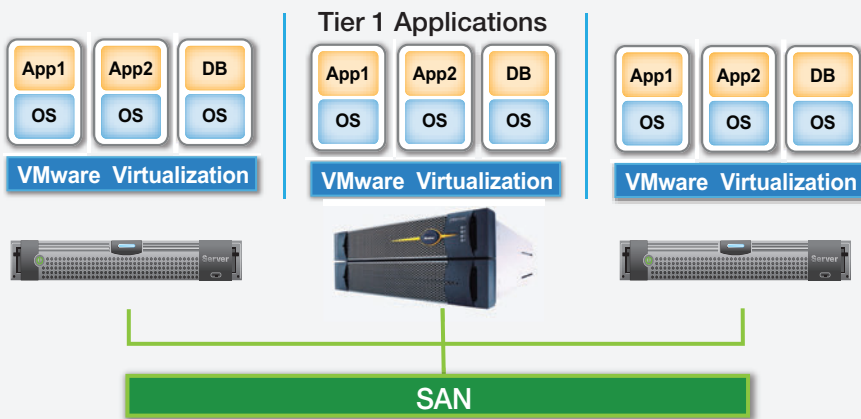 Tier 1 Applications
App1 App2 DB
OS OS OS
VMware Virtualization
Server
App1 App2 DB
OS OS OS
VMware Virtualization
App1 App2 DB
OS OS OS
VMware Virtualization
Server
SAN